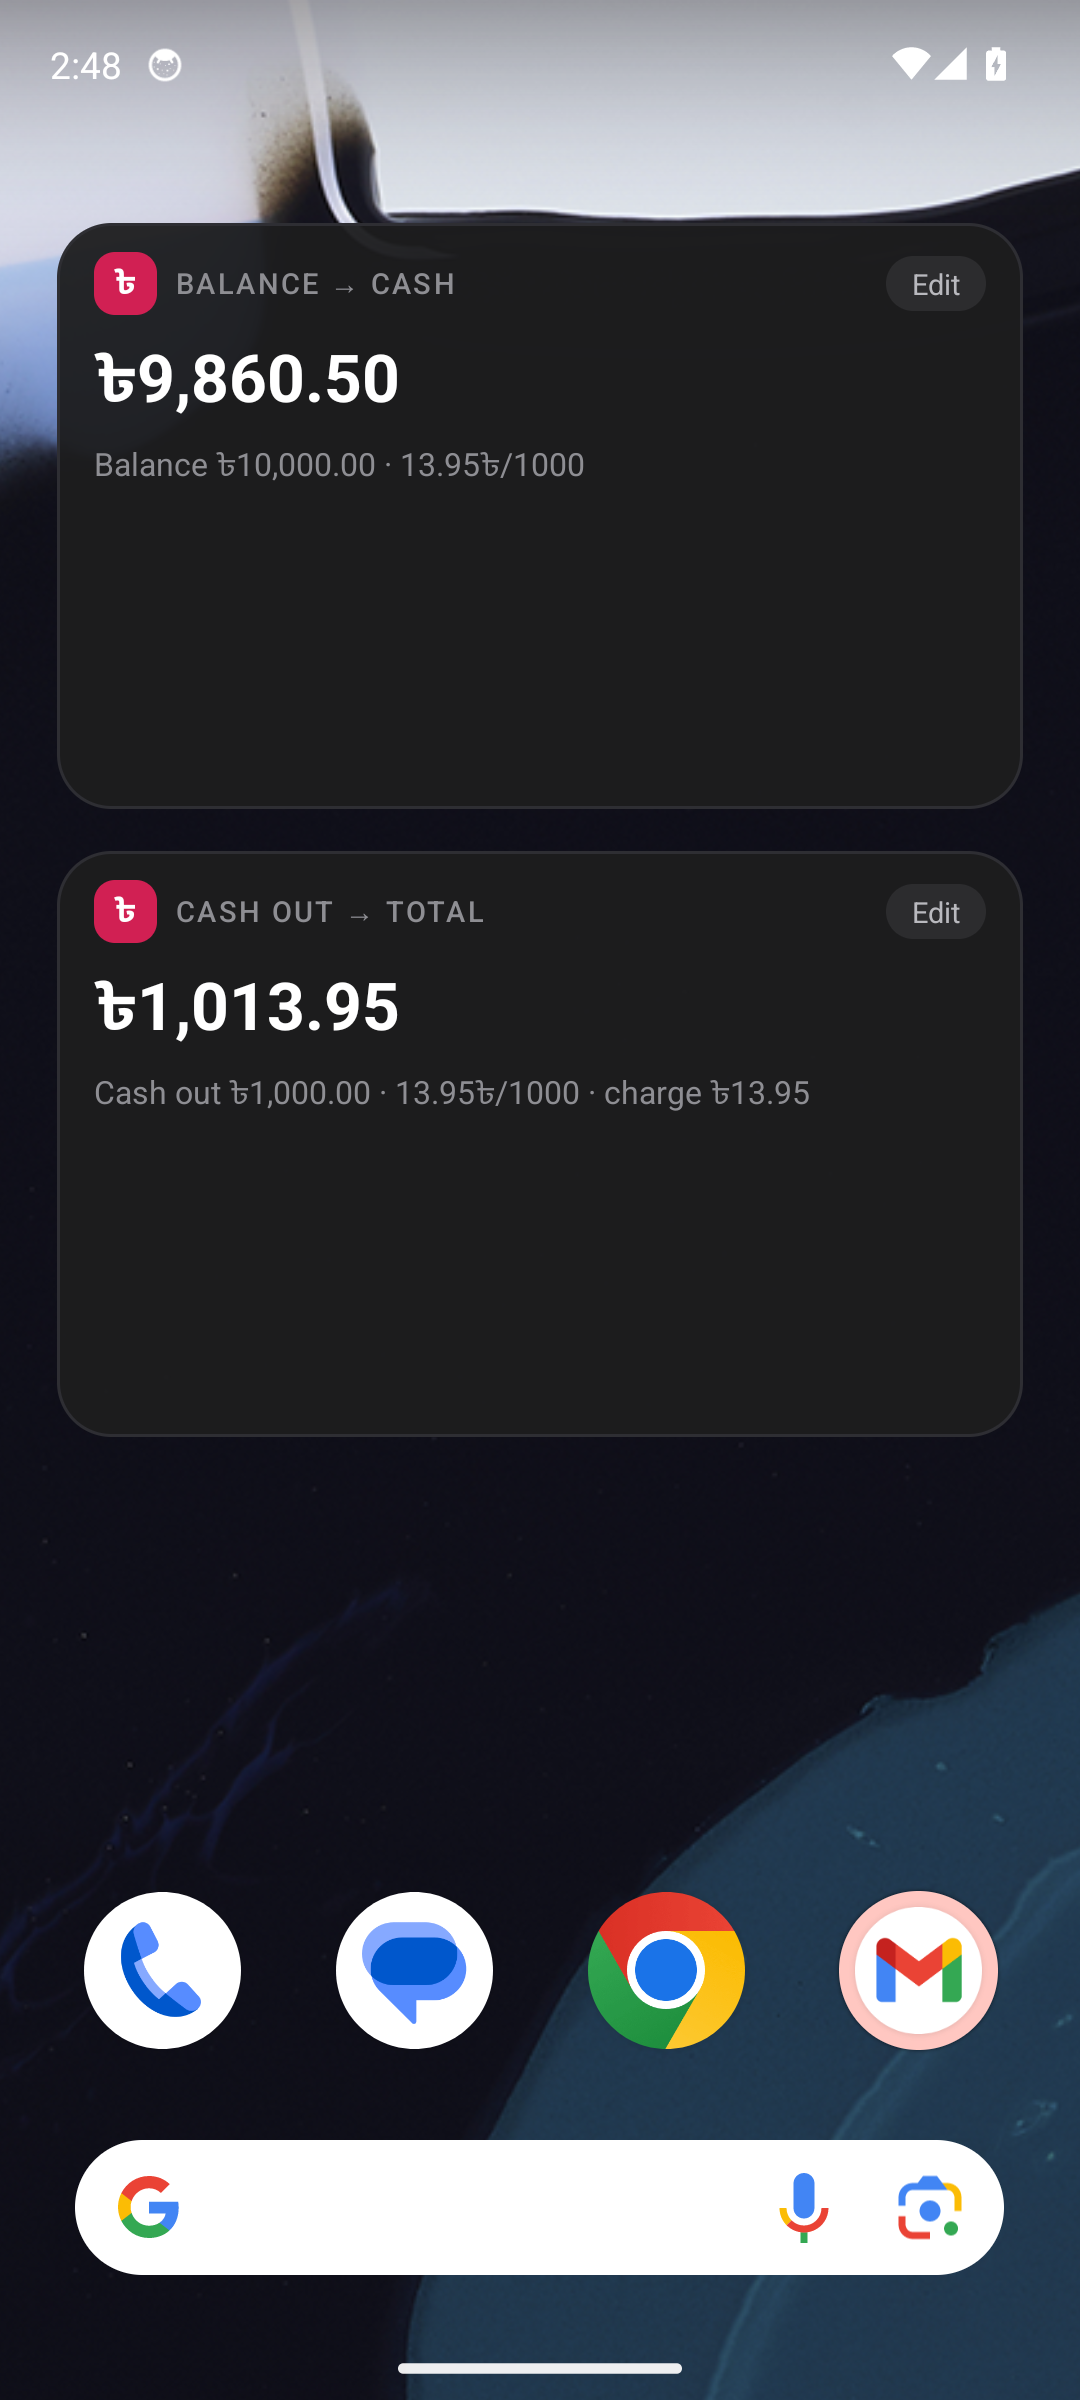 2:48
৳ BALANCE → CASH Edit
৳9,860.50
Balance ৳10,000.00 · 13.95৳/1000
৳ CASH OUT → TOTAL Edit
৳1,013.95
Cash out ৳1,000.00 · 13.95৳/1000 · charge ৳13.95